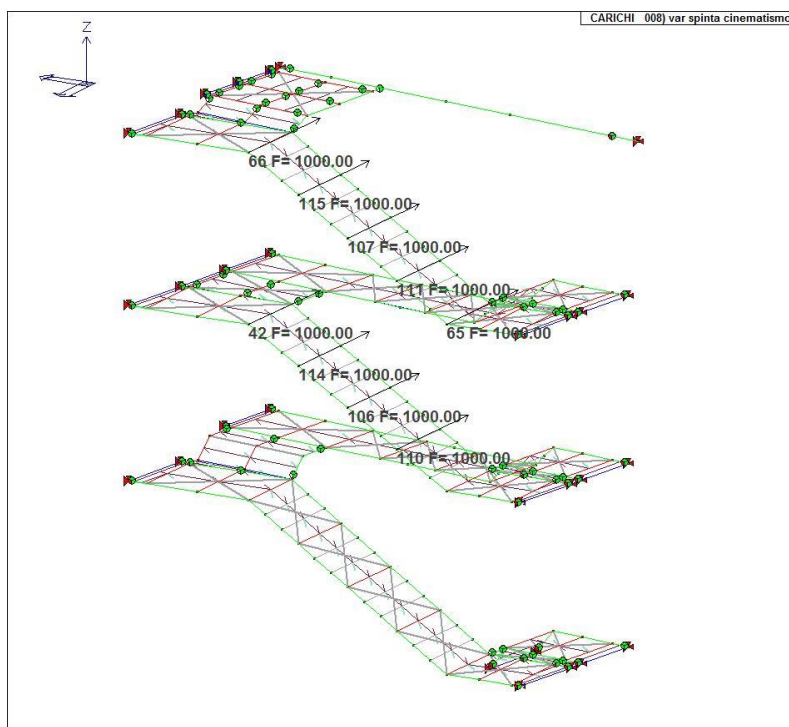 CARICHI 008) var spinta cinematismo
Z
66 F= 1000.00
115 F= 1000.00
107 F= 1000.00
111 F= 1000.00
42 F= 1000.00
65 F= 1000.00
114 F= 1000.00
106 F= 1000.00
110 F= 1000.00